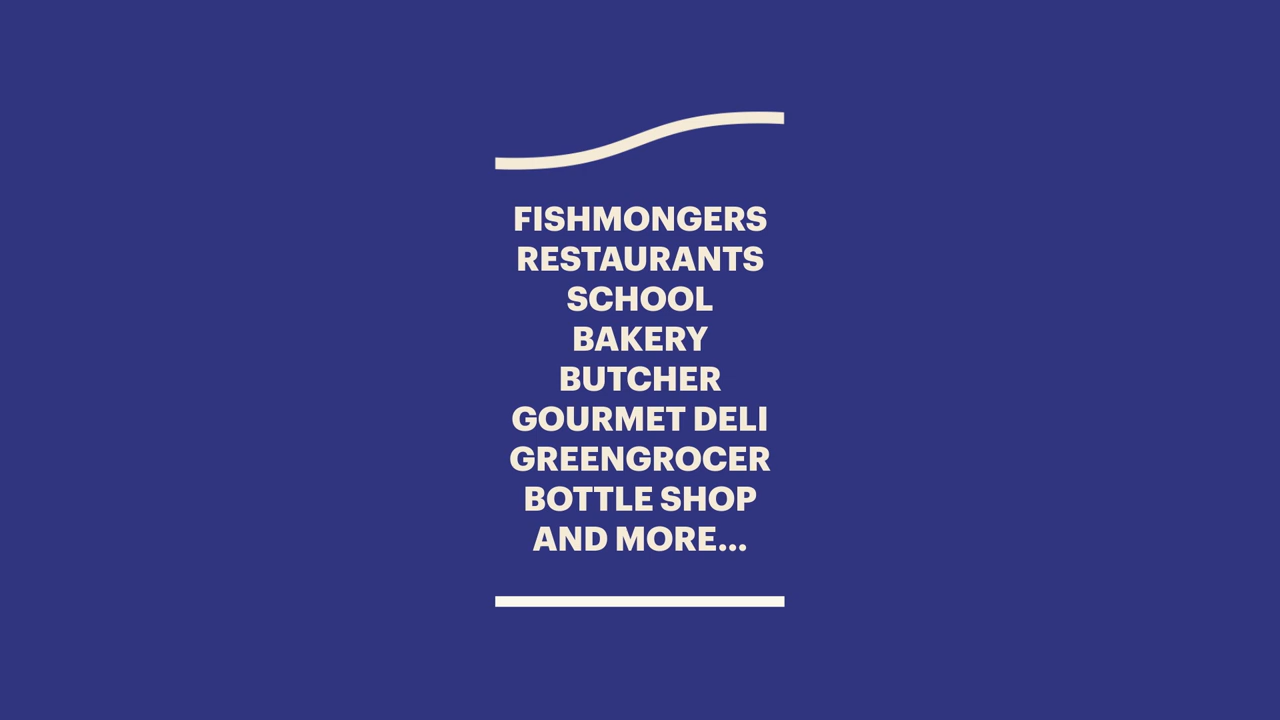 FISHMONGERS
RESTAURANTS
SCHOOL
BAKERY
BUTCHER
GOURMET DELI
GREENGROCER
BOTTLE SHOP
AND MORE...